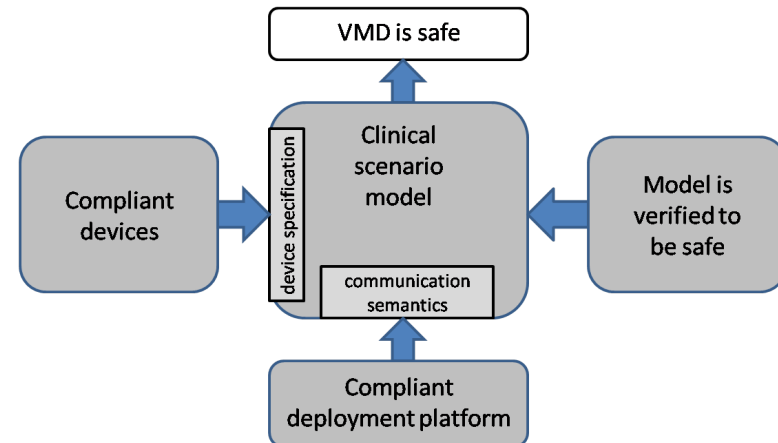 VMD is safe
Clinical
scenario
model
device specification
Compliant
devices
Model is
verified to
be safe
communication
semantics
Compliant
deployment platform